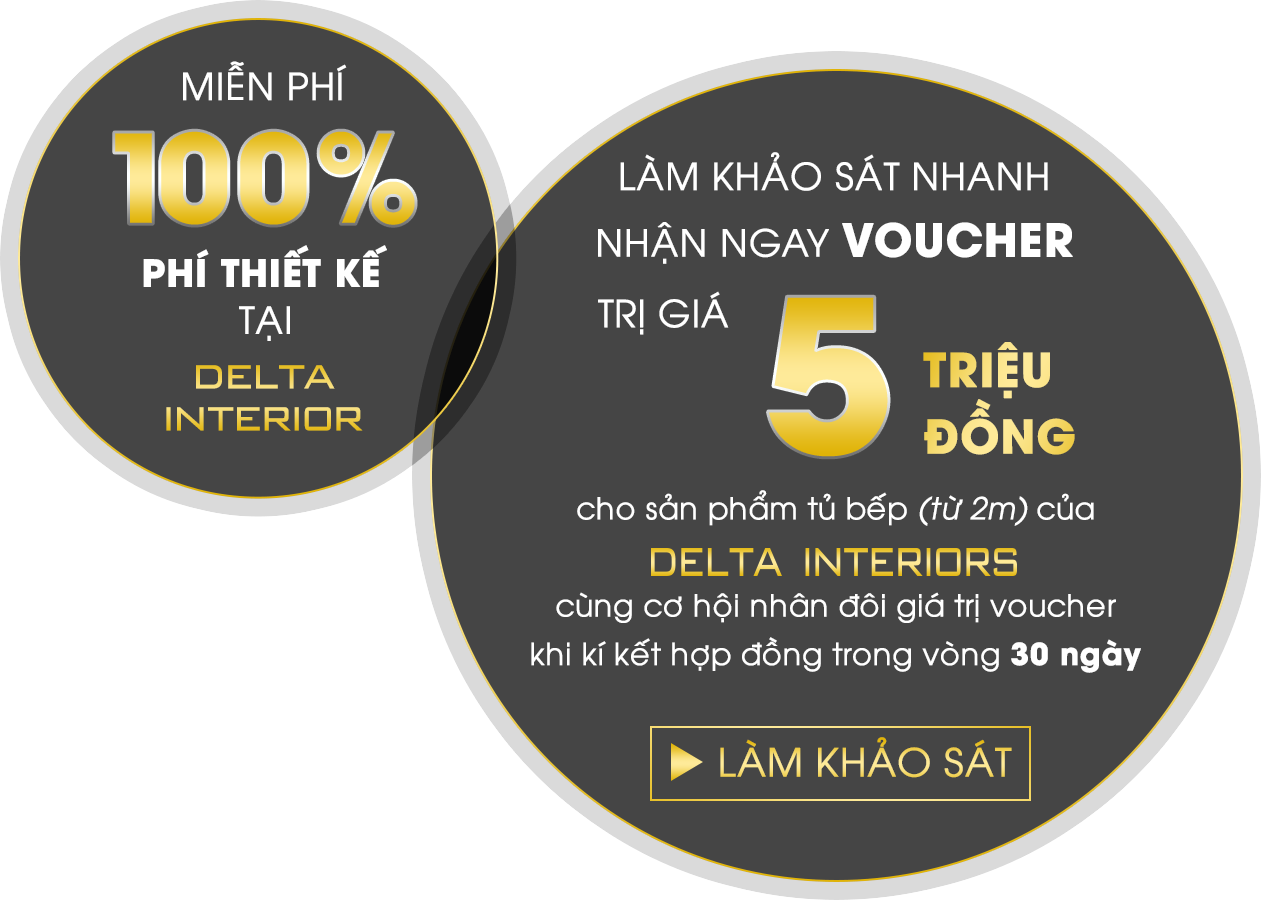 MIỄN PHÍ
100%
PHÍ THIẾT KẾ
TẠI
DELTA
INTERIOR
LÀM KHẢO SÁT NHANH
NHẬN NGAY VOUCHER
TRỊ GIÁ 5 TRIỆU
ĐỒNG
cho sản phẩm tủ bếp (từ 2m) của
DELTA INTERIORS
cùng cơ hội nhân đôi giá trị voucher
khi kí kết hợp đồng trong vòng 30 ngày
LÀM KHẢO SÁT